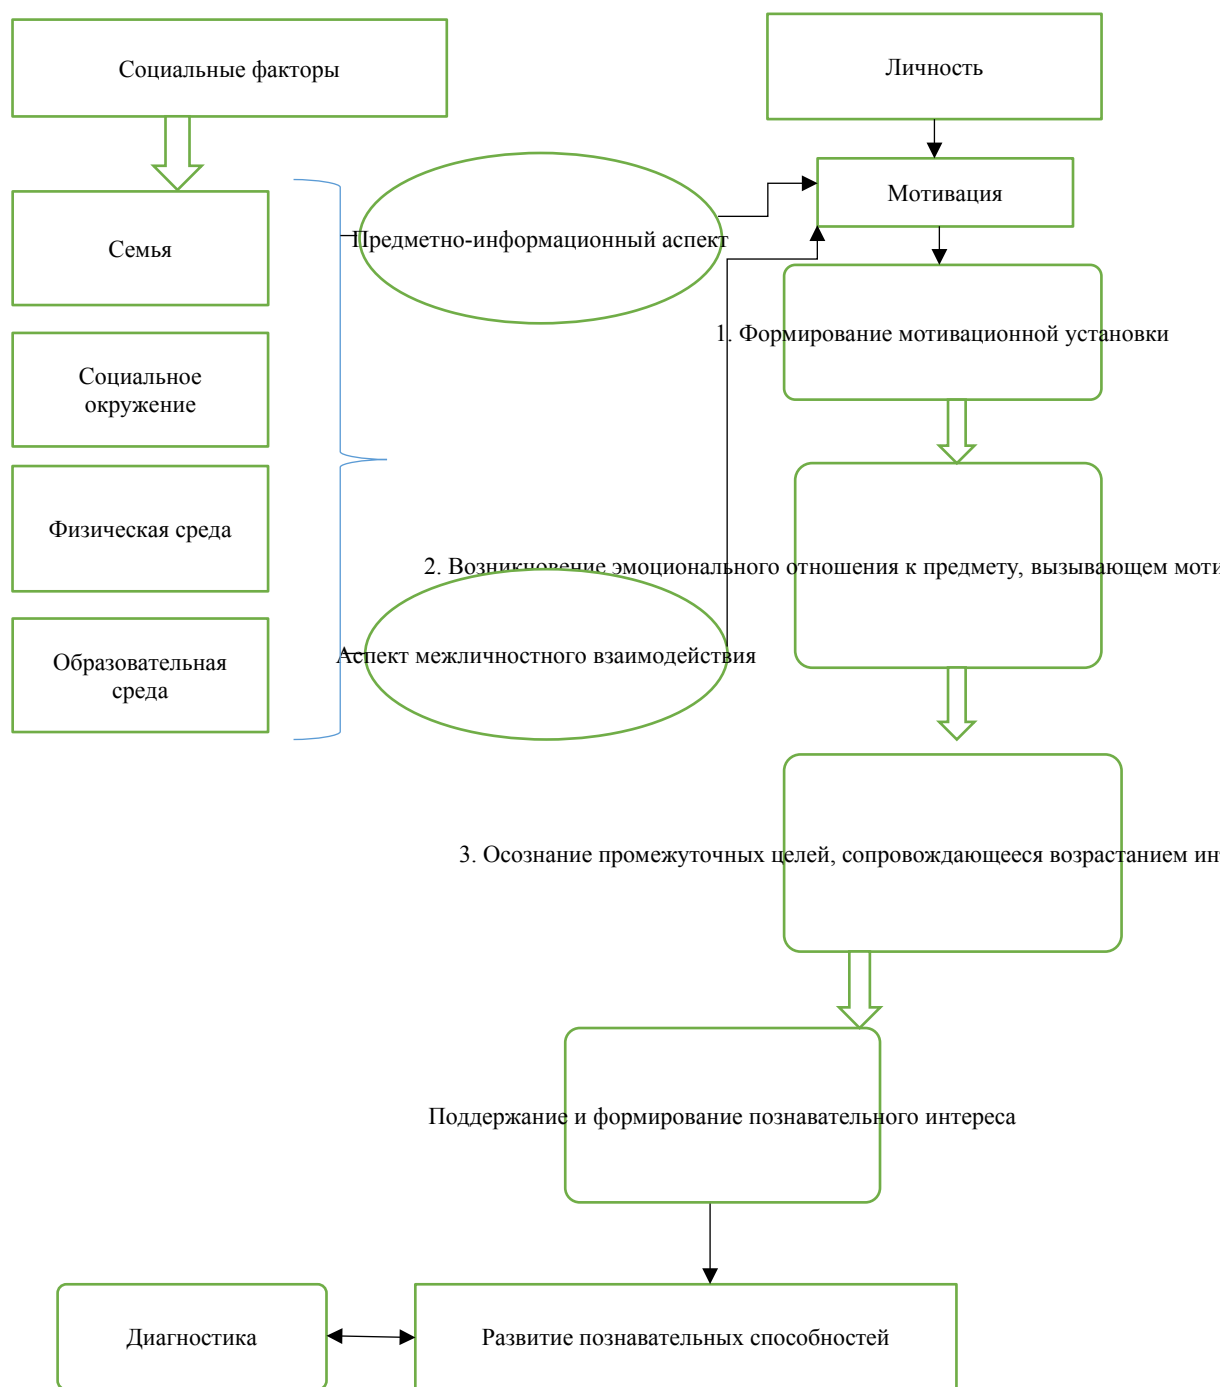 Социальные факторы
Личность
Мотивация
Семья
Предметно-информационный аспект
1. Формирование мотивационной установки
Социальное
окружение
Физическая среда
2. Возникновение эмоционального отношения к предмету, вызывающем моти
Образовательная
среда
Аспект межличностного взаимодействия
3. Осознание промежуточных целей, сопровождающееся возрастанием инт
Поддержание и формирование познавательного интереса
Диагностика
Развитие познавательных способностей